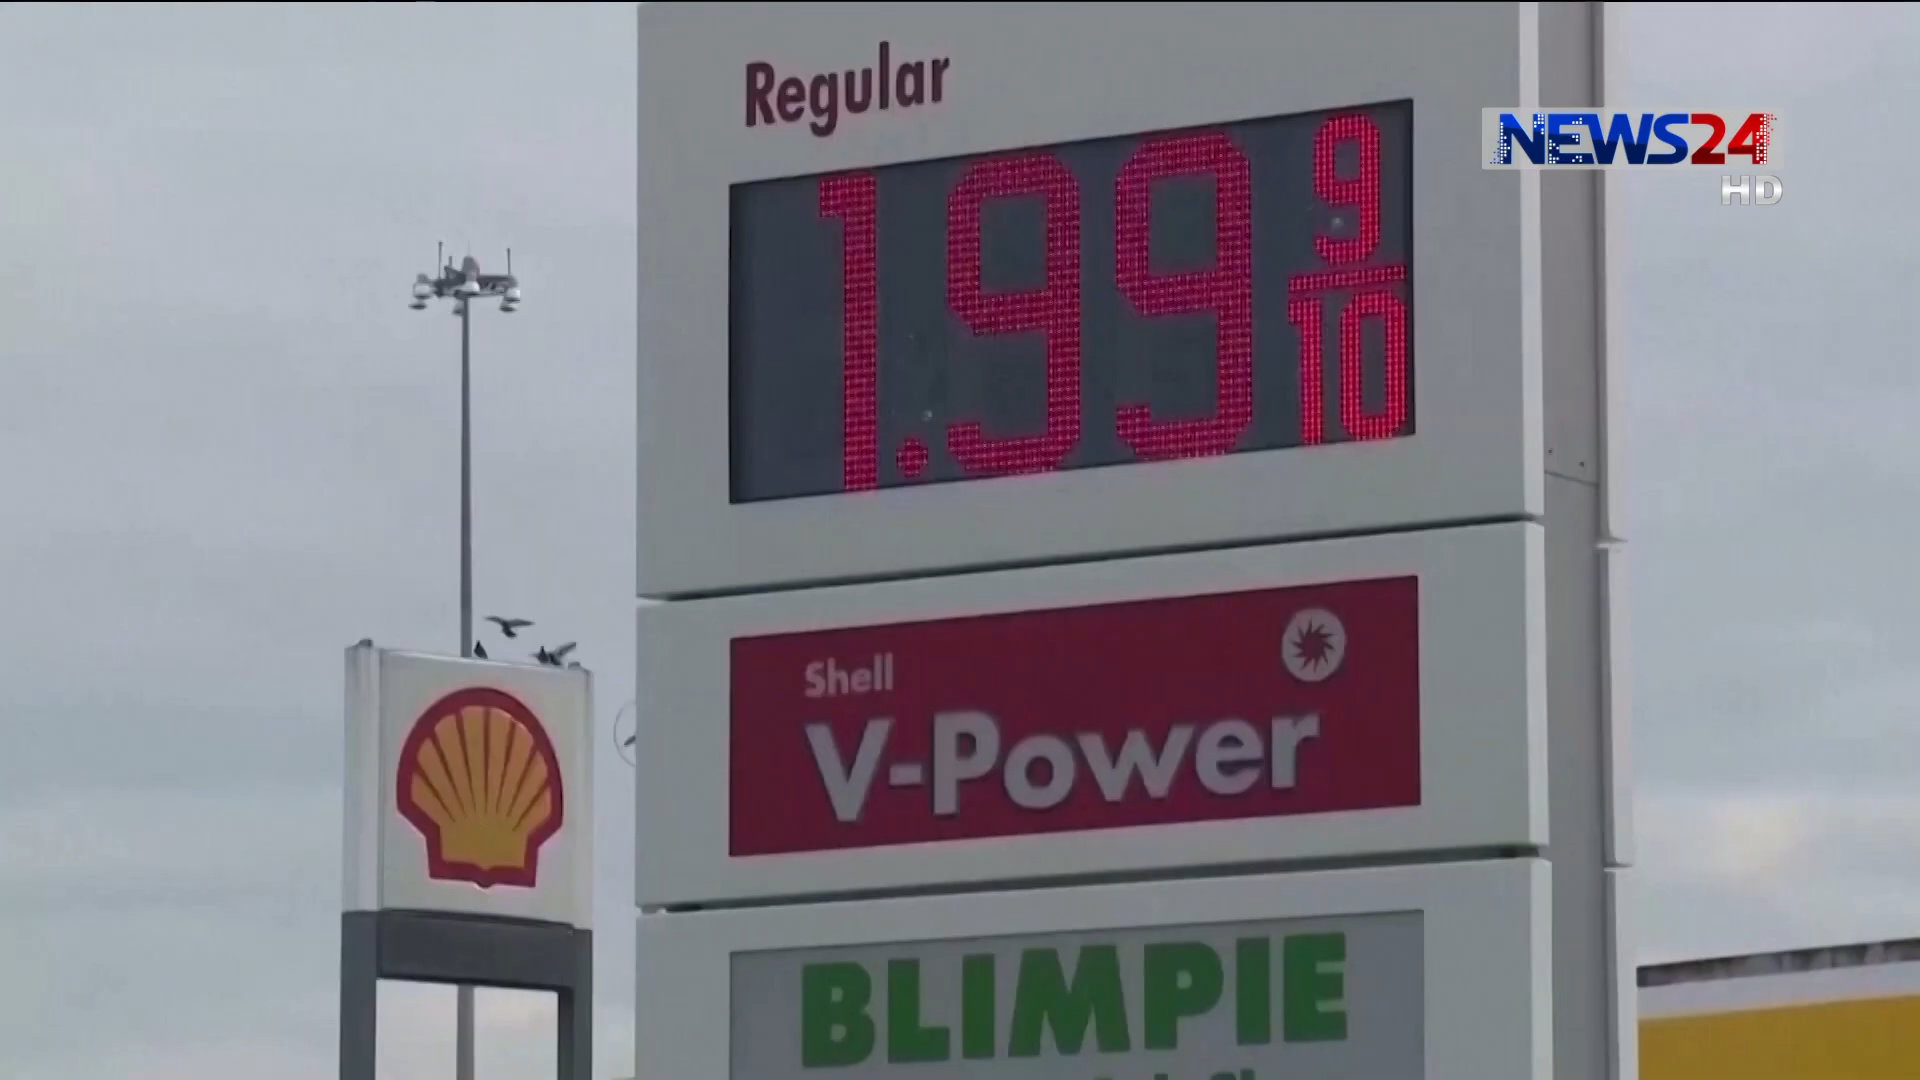 Regular
1.99 9/10
NEWS24
HD
Shell
V-Power
BLIMPIE